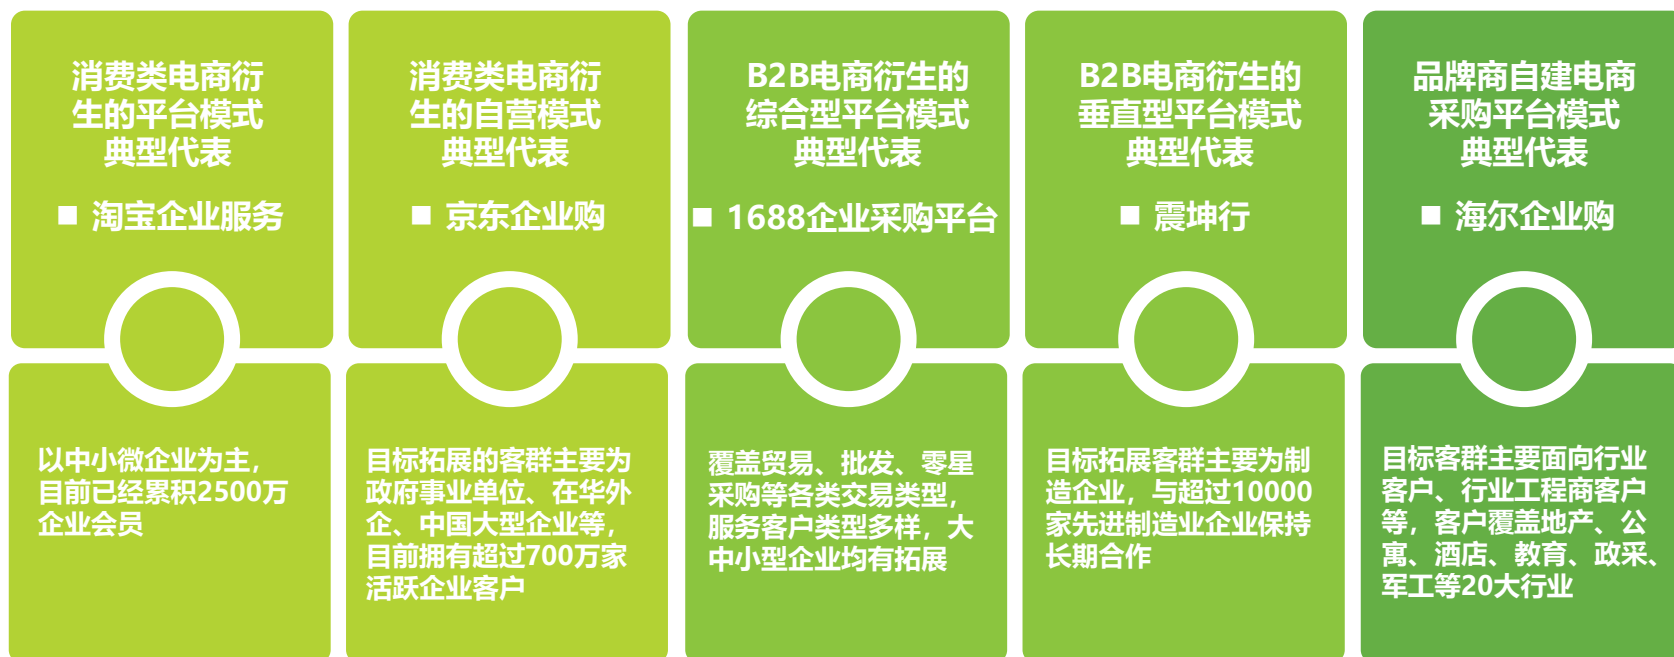 消费类电商衍
生的平台模式
典型代表
■ 淘宝企业服务
以中小微企业为主，
目前已经累积2500万
企业会员
消费类电商衍
生的自营模式
典型代表
■ 京东企业购
目标拓展的客群主要为
政府事业单位、在华外
企、中国大型企业等，
目前拥有超过700万家
活跃企业客户
B2B电商衍生的
综合型平台模式
典型代表
■ 1688企业采购平台
覆盖贸易、批发、零星
采购等各类交易类型，
服务客户类型多样，大
中小型企业均有拓展
B2B电商衍生的
垂直型平台模式
典型代表
■ 震坤行
目标拓展客群主要为制
造企业，与超过10000
家先进制造业企业保持
长期合作
品牌商自建电商
采购平台模式
典型代表
■ 海尔企业购
目标客群主要面向行业
客户、行业工程商客户
等，客户覆盖地产、公
寓、酒店、教育、政采、
军工等20大行业